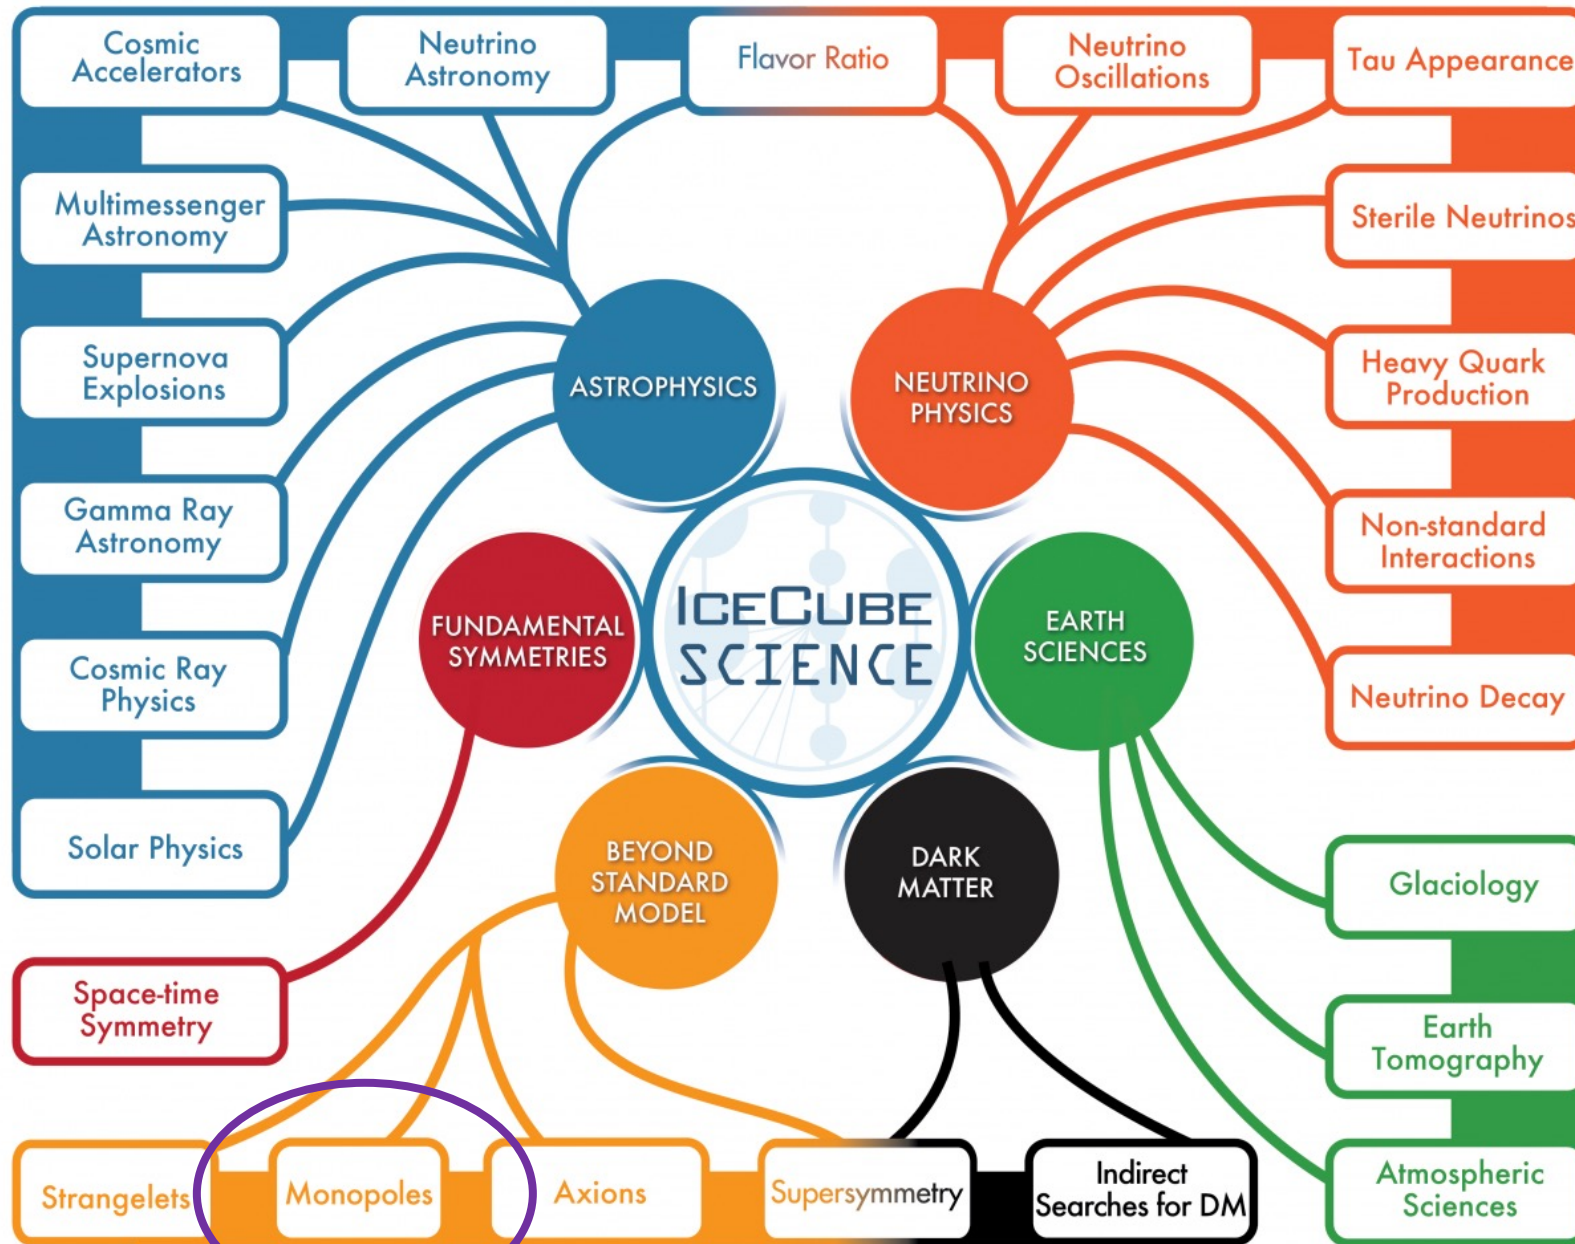 Cosmic
Accelerators
Neutrino
Astronomy
Flavor Ratio
Neutrino
Oscillations
Tau Appearance
Multimessenger
Astronomy
Sterile Neutrinos
Supernova
Explosions
Heavy Quark
Production
ASTROPHYSICS
NEUTRINO
PHYSICS
Gamma Ray
Astronomy
Non-standard
Interactions
FUNDAMENTAL
SYMMETRIES
ICECUBE
SCIENCE
EARTH
SCIENCES
Cosmic Ray
Physics
Neutrino Decay
Solar Physics
BEYOND
STANDARD
MODEL
DARK
MATTER
Glaciology
Space-time
Symmetry
Earth
Tomography
Strangelets
Monopoles
Axions
Supersymmetry
Indirect
Searches for DM
Atmospheric
Sciences